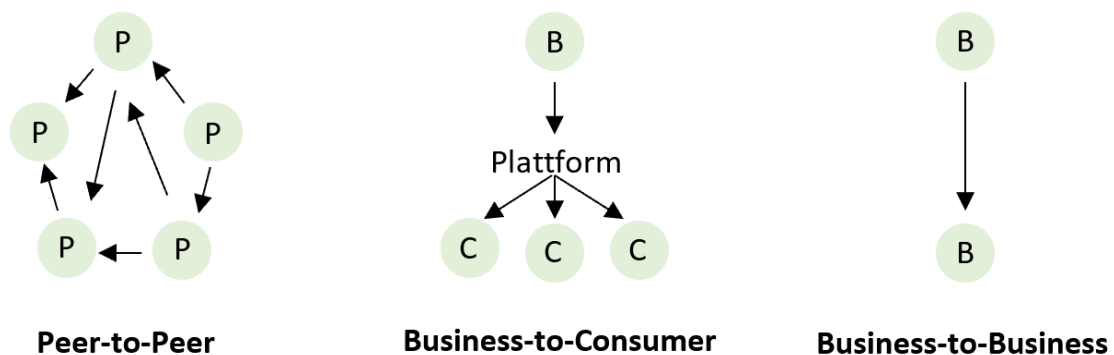 P
B
B
P
P
Plattform
P
P
C
C
C
B
Peer-to-Peer
Business-to-Consumer
Business-to-Business